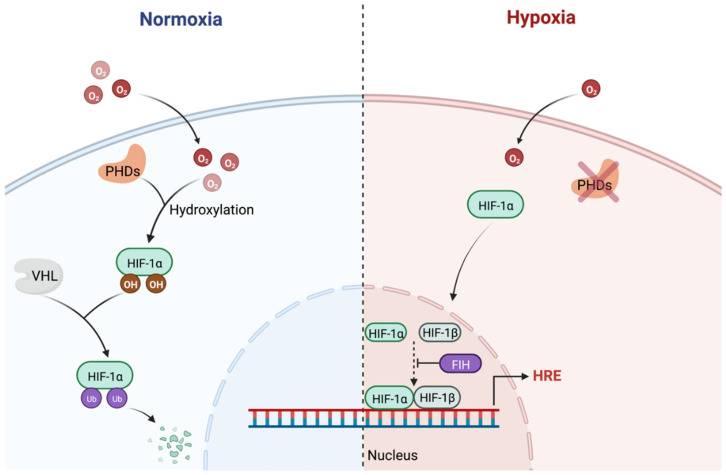 Normoxia
Hypoxia
O₂
O₂
O₂
O₂
O₂
O₂
O₂
O₂
PHDs
PHDs
Hydroxylation
HIF-1α
HIF-1α
OH OH
VHL
HIF-1α
Ub Ub
HIF-1α HIF-1β
FIH
HIF-1α HIF-1β
HRE
Nucleus